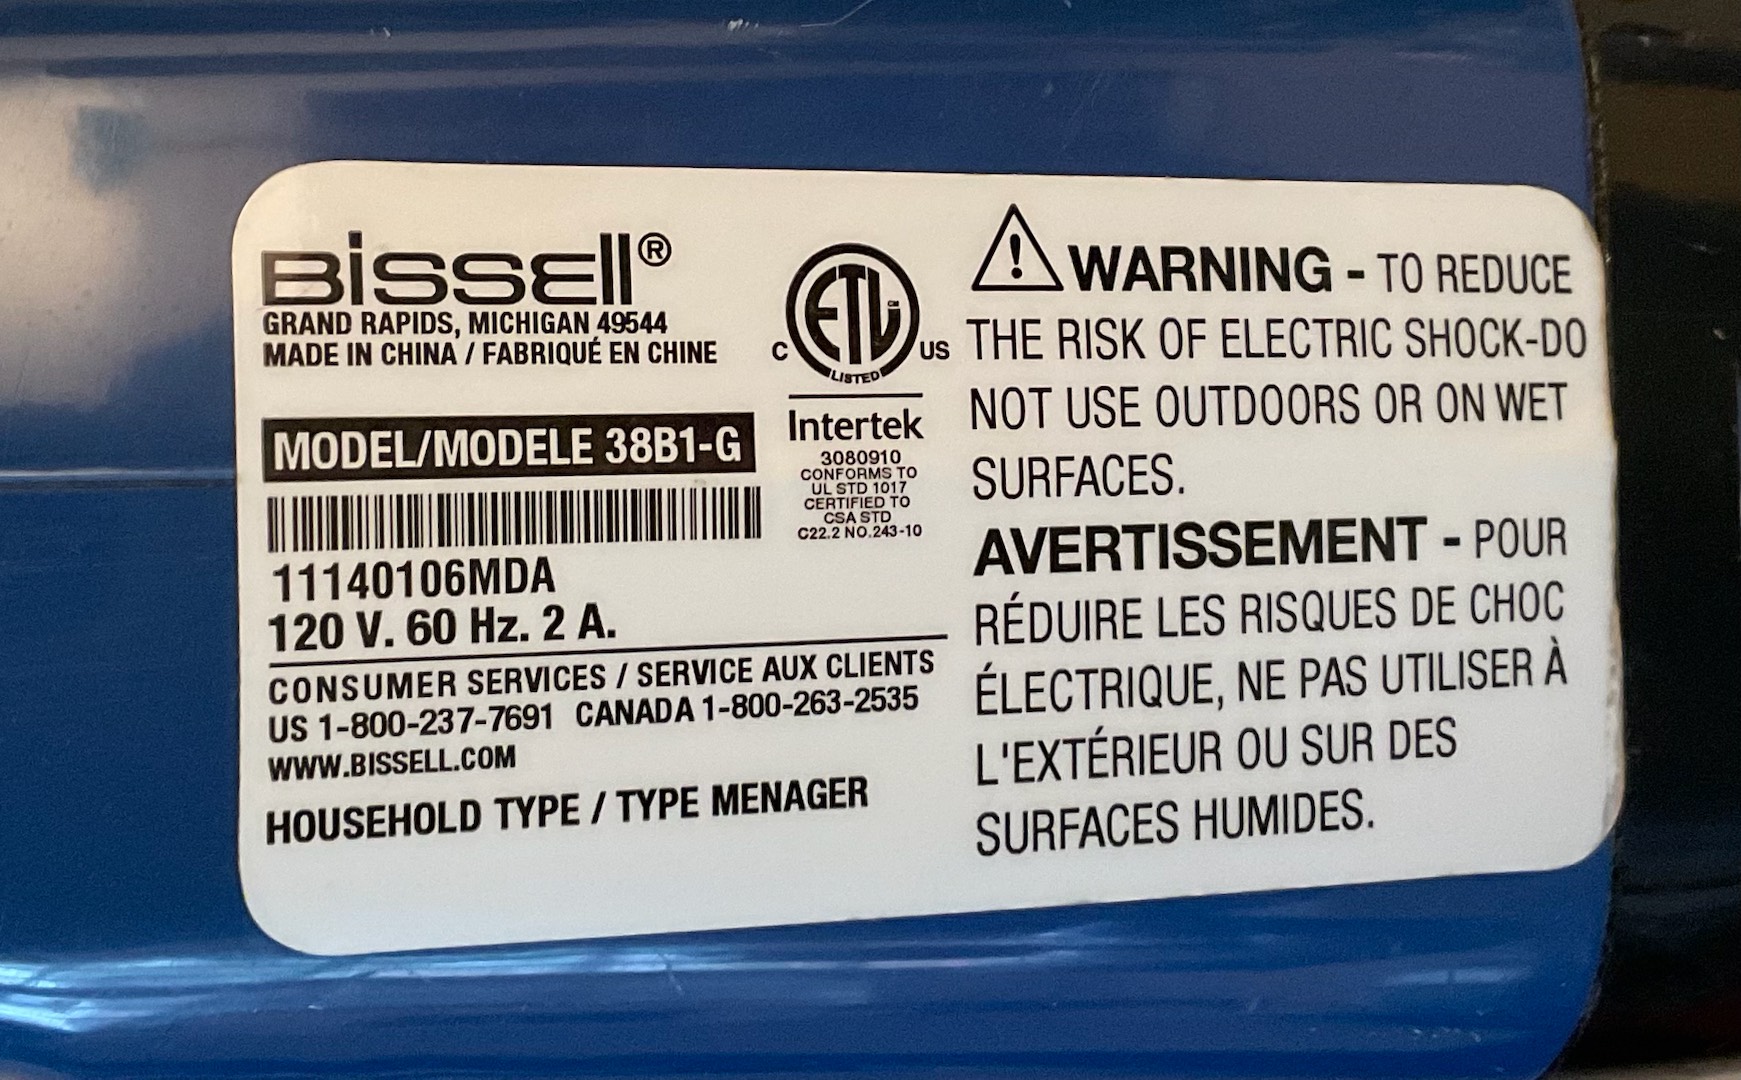 Bissell®
GRAND RAPIDS, MICHIGAN 49544
MADE IN CHINA / FABRIQUÉ EN CHINE
MODEL/MODELE 38B1-G
11140106MDA
120 V. 60 Hz. 2 A.
CONSUMER SERVICES / SERVICE AUX CLIENTS
US 1-800-237-7691 CANADA 1-800-263-2535
WWW.BISSELL.COM
HOUSEHOLD TYPE / TYPE MENAGER
ETL CM
C US
LISTED
Intertek
3080910
CONFORMS TO
UL STD 1017
CERTIFIED TO
CSA STD
C22.2 NO.243-10
WARNING - TO REDUCE
THE RISK OF ELECTRIC SHOCK-DO
NOT USE OUTDOORS OR ON WET
SURFACES.
AVERTISSEMENT - POUR
RÉDUIRE LES RISQUES DE CHOC
ÉLECTRIQUE, NE PAS UTILISER À
L'EXTÉRIEUR OU SUR DES
SURFACES HUMIDES.